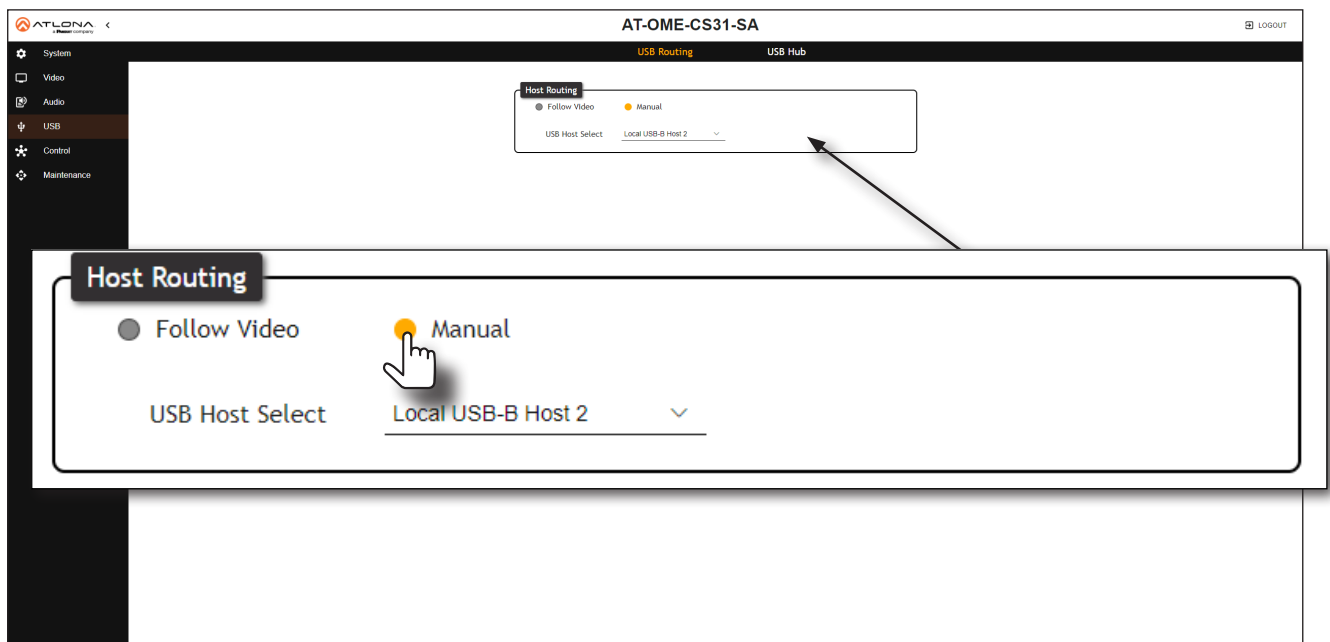 ATLONA
a Panduit company
AT-OME-CS31-SA
LOGOUT
System
Video
Audio
USB
Control
Maintenance
USB Routing
USB Hub
Host Routing
Follow Video
Manual
USB Host Select
Local USB-B Host 2
Host Routing
Follow Video
Manual
USB Host Select
Local USB-B Host 2